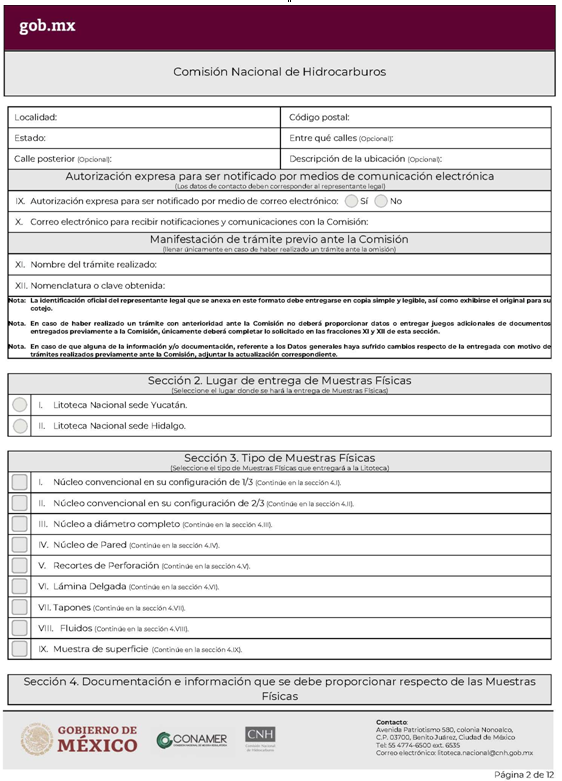 gob.mx
Comisión Nacional de Hidrocarburos
Localidad:
Código postal:
Estado:
Entre qué calles (Opcional):
Calle posterior (Opcional):
Descripción de la ubicación (Opcional):
Autorización expresa para ser notificado por medios de comunicación electrónica
(Los datos de contacto deben corresponder al representante legal)
IX. Autorización expresa para ser notificado por medio de correo electrónico: Sí No
X. Correo electrónico para recibir notificaciones y comunicaciones con la Comisión:
Manifestación de trámite previo ante la Comisión
(llenar únicamente en caso de haber realizado un trámite ante la omisión)
XI. Nombre del trámite realizado:
XII. Nomenclatura o clave obtenida:
Nota: La identificación oficial del representante legal que se anexa en este formato debe entregarse en copia simple y legible, así como exhibirse el original para su
cotejo.
Nota. En caso de haber realizado un trámite con anterioridad ante la Comisión no deberá proporcionar datos o entregar juegos adicionales de documentos
entregados previamente a la Comisión, únicamente deberá completar lo solicitado en las fracciones XI y XII de esta sección.
Nota. En caso de que alguna de la información y/o documentación, referente a los Datos generales haya sufrido cambios respecto de la entregada con motivo de
trámites realizados previamente ante la Comisión, adjuntar la actualización correspondiente.
Sección 2. Lugar de entrega de Muestras Físicas
(Seleccione el lugar donde se hará la entrega de Muestras Físicas)
I. Litoteca Nacional sede Yucatán.
II. Litoteca Nacional sede Hidalgo.
Sección 3. Tipo de Muestras Físicas
(Seleccione el tipo de Muestras Físicas que entregará a la Litoteca)
I. Núcleo convencional en su configuración de 1/3 (Continúe en la sección 4.I).
II. Núcleo convencional en su configuración de 2/3 (Continúe en la sección 4.II).
III. Núcleo a diámetro completo (Continúe en la sección 4.III).
IV. Núcleo de Pared (Continúe en la sección 4.IV).
V. Recortes de Perforación (Continúe en la sección 4.V).
VI. Lámina Delgada (Continúe en la sección 4.VI).
VII. Tapones (Continúe en la sección 4.VII).
VIII. Fluidos (Continúe en la sección 4.VIII).
IX. Muestra de superficie (Continúe en la sección 4.IX).
Sección 4. Documentación e información que se debe proporcionar respecto de las Muestras
Físicas
GOBIERNO DE
MÉXICO
CONAMER
CNH
Comisión Nacional
de Hidrocarburos
Contacto:
Avenida Patriotismo 580, colonia Nonoalco,
C.P. 03700, Benito Juárez, Ciudad de México
Tel: 55 4774-6500 ext. 6535
Correo electrónico: litoteca.nacional@cnh.gob.mx
Página 2 de 12